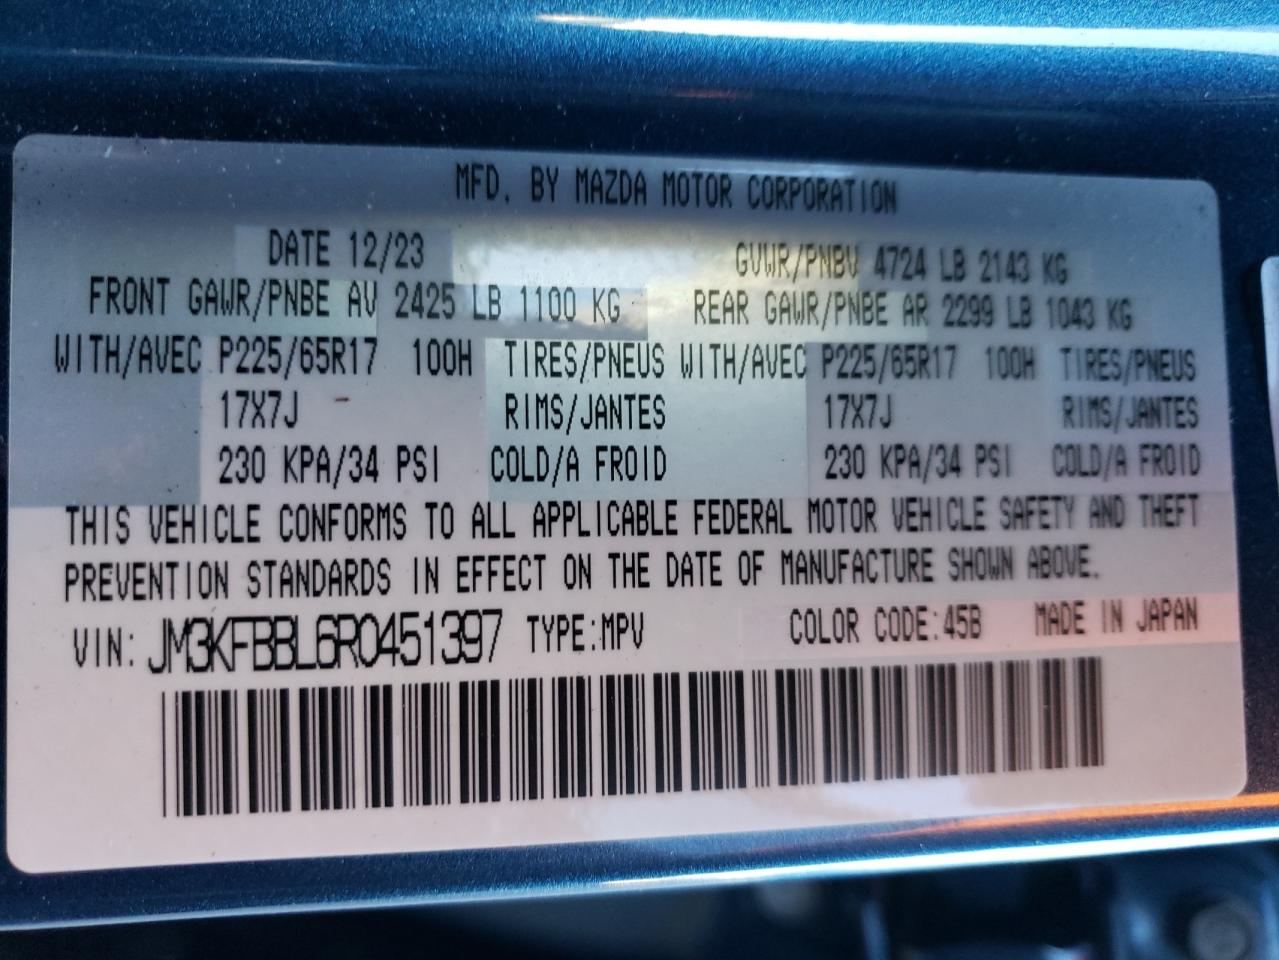 MFD. BY MAZDA MOTOR CORPORATION
DATE 12/23 GVWR/PNBV 4724 LB 2143 KG
FRONT GAWR/PNBE AV 2425 LB 1100 KG REAR GAWR/PNBE AR 2299 LB 1043 KG
WITH/AVEC P225/65R17 100H TIRES/PNEUS WITH/AVEC P225/65R17 100H TIRES/PNEUS
17X7J RIMS/JANTES 17X7J RIMS/JANTES
230 KPA/34 PSI COLD/A FROID 230 KPA/34 PSI COLD/A FROID
THIS VEHICLE CONFORMS TO ALL APPLICABLE FEDERAL MOTOR VEHICLE SAFETY AND THEFT
PREVENTION STANDARDS IN EFFECT ON THE DATE OF MANUFACTURE SHOWN ABOVE.
VIN: JM3KFBBL6R0451397 TYPE:MPV COLOR CODE:45B MADE IN JAPAN